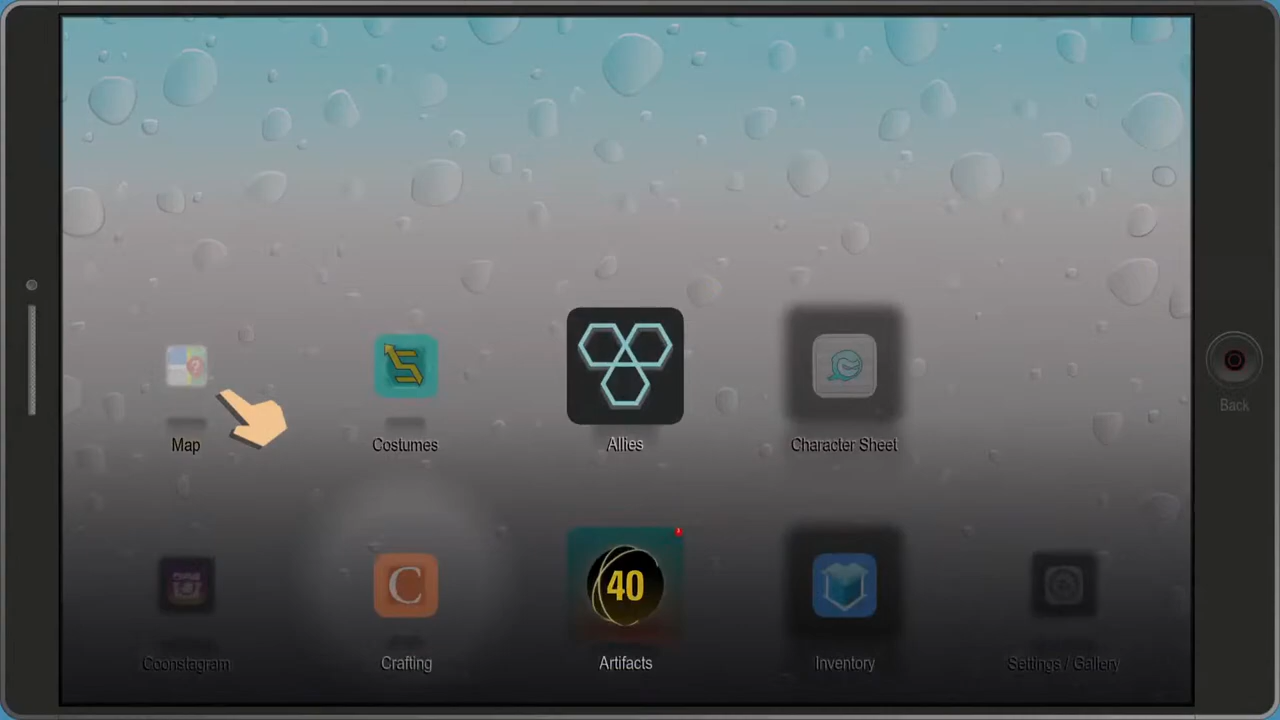 Back
Map
Costumes
Allies
Character Sheet
C
40
Coonstagram
Crafting
Artifacts
Inventory
Settings / Gallery